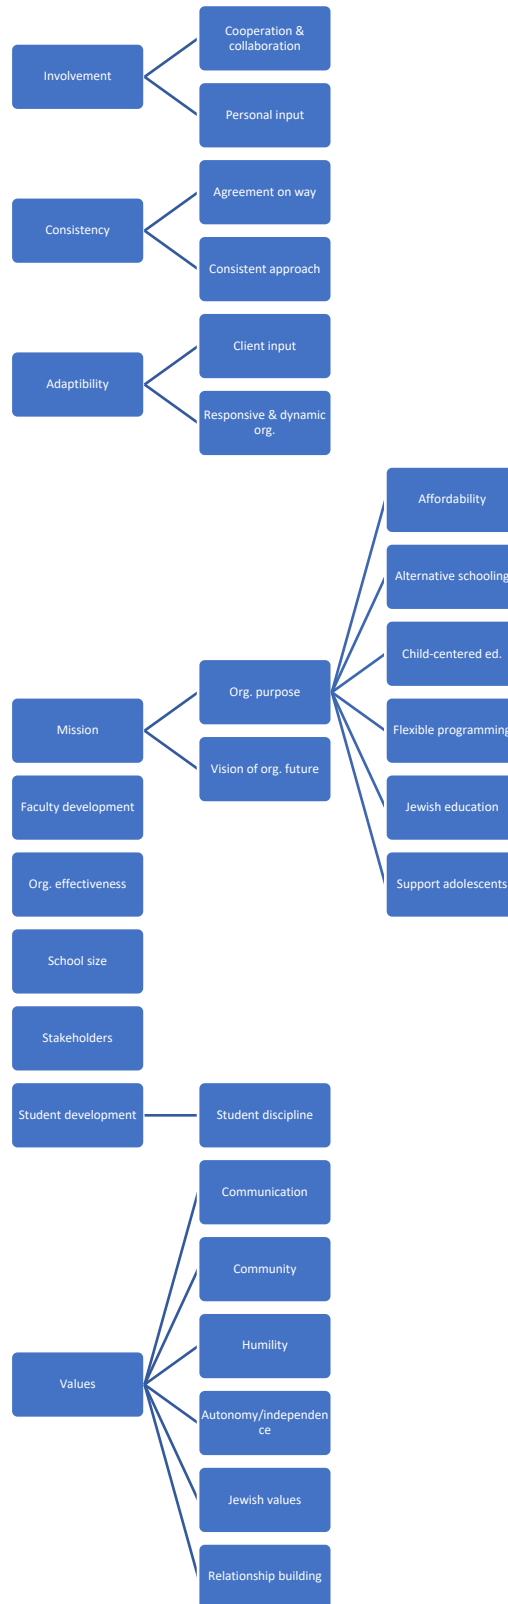 Involvement
Cooperation &
collaboration
Personal input
Consistency
Agreement on way
Consistent approach
Adaptibility
Client input
Responsive & dynamic
org.
Mission
Org. purpose
Affordability
Alternative schooling
Child-centered ed.
Flexible programming
Jewish education
Support adolescents
Vision of org. future
Faculty development
Org. effectiveness
School size
Stakeholders
Student development
Student discipline
Values
Communication
Community
Humility
Autonomy/independen
ce
Jewish values
Relationship building